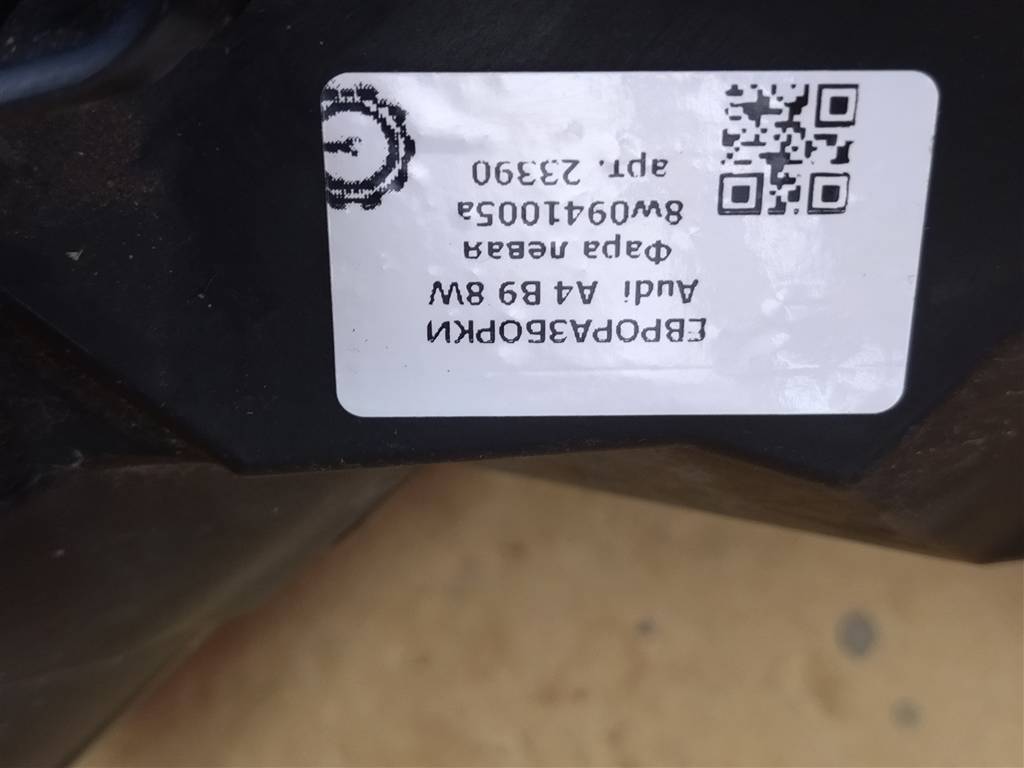 ЕВРОРАЗБОРКИ
Audi A4 B9 8W
Фара левая
8w0941005a
арт. 23390